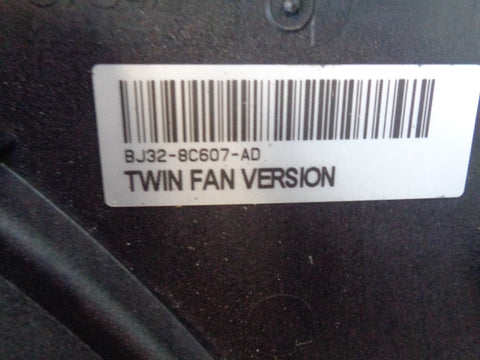 BJ32-8C607-AD
TWIN FAN VERSION